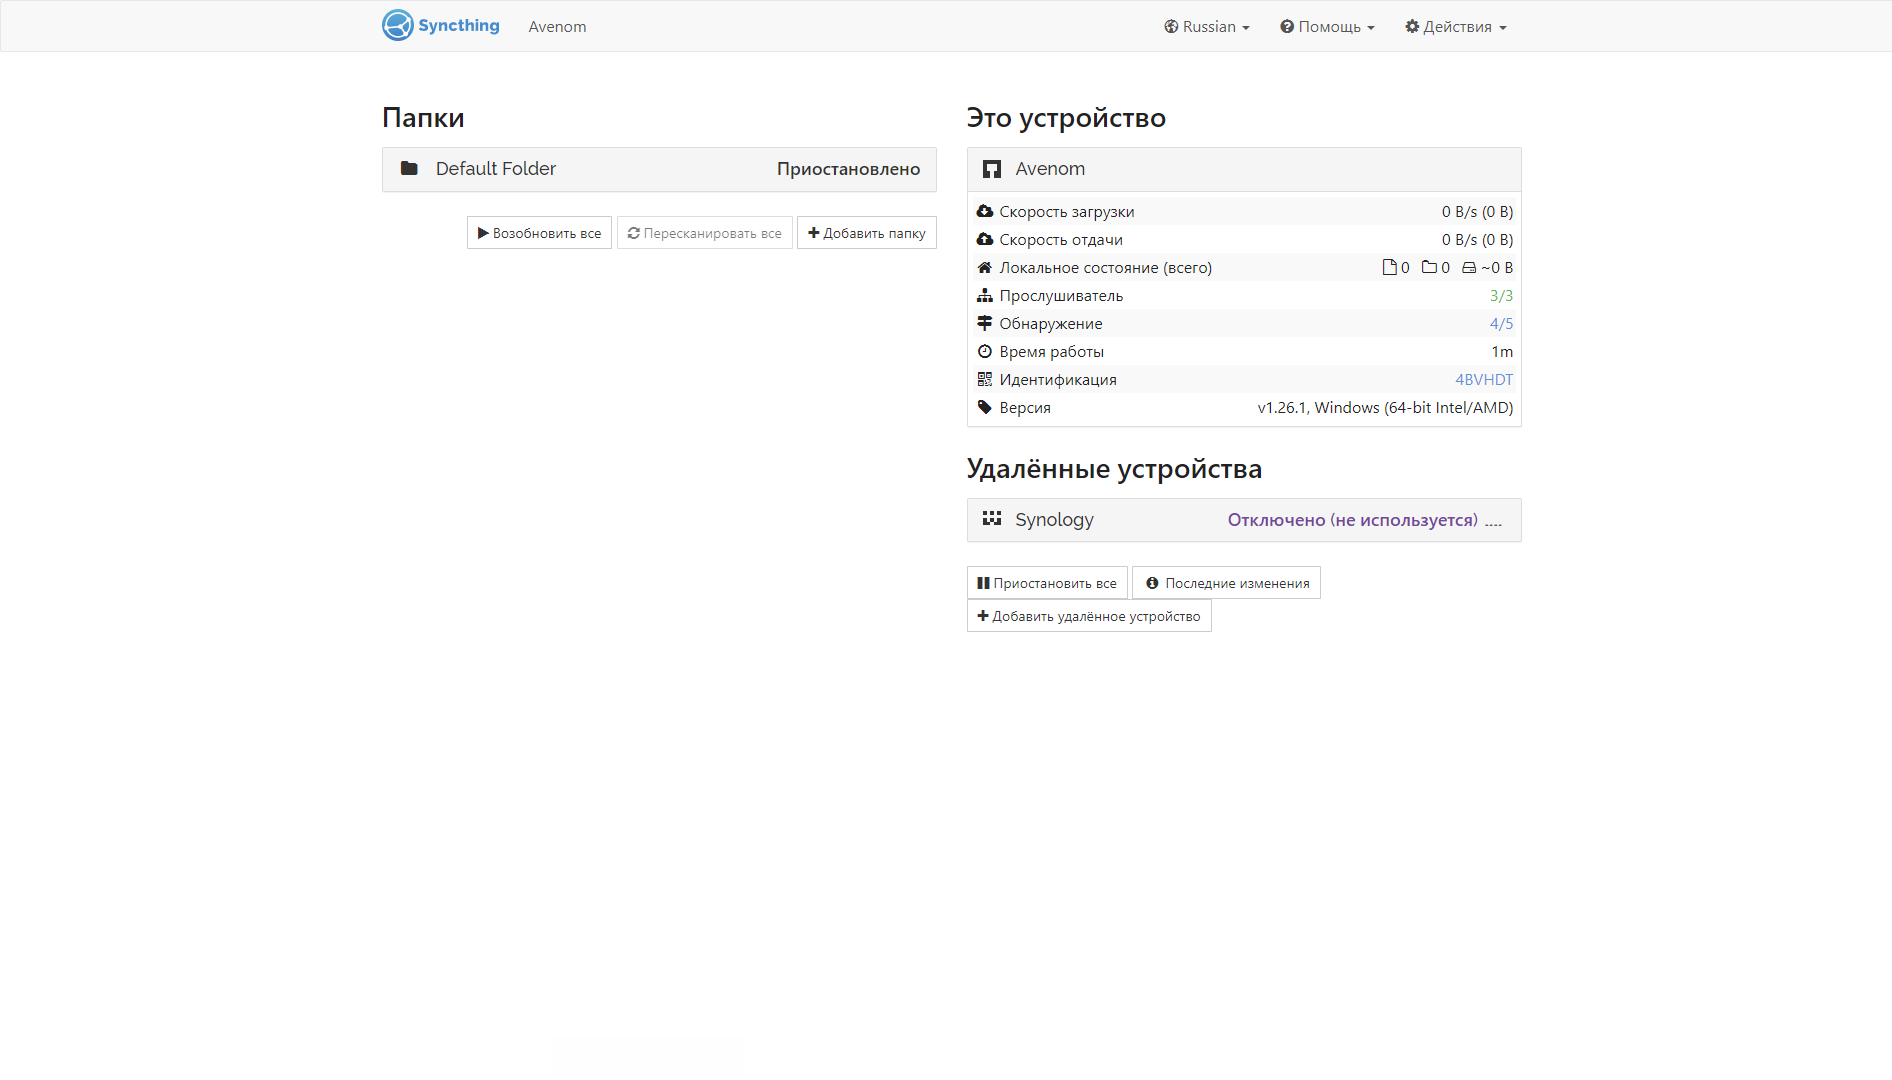 Syncthing Avenom Russian Помощь Действия
Папки
Default Folder Приостановлено
Возобновить все Пересканировать все Добавить папку
Это устройство
Avenom
Скорость загрузки 0 B/s (0 B)
Скорость отдачи 0 B/s (0 B)
Локальное состояние (всего) 0 0 ~0 B
Прослушиватель 3/3
Обнаружение 4/5
Время работы 1m
Идентификация 4BVHDT
Версия v1.26.1, Windows (64-bit Intel/AMD)
Удалённые устройства
Synology Отключено (не используется)
Приостановить все Последние изменения
Добавить удалённое устройство